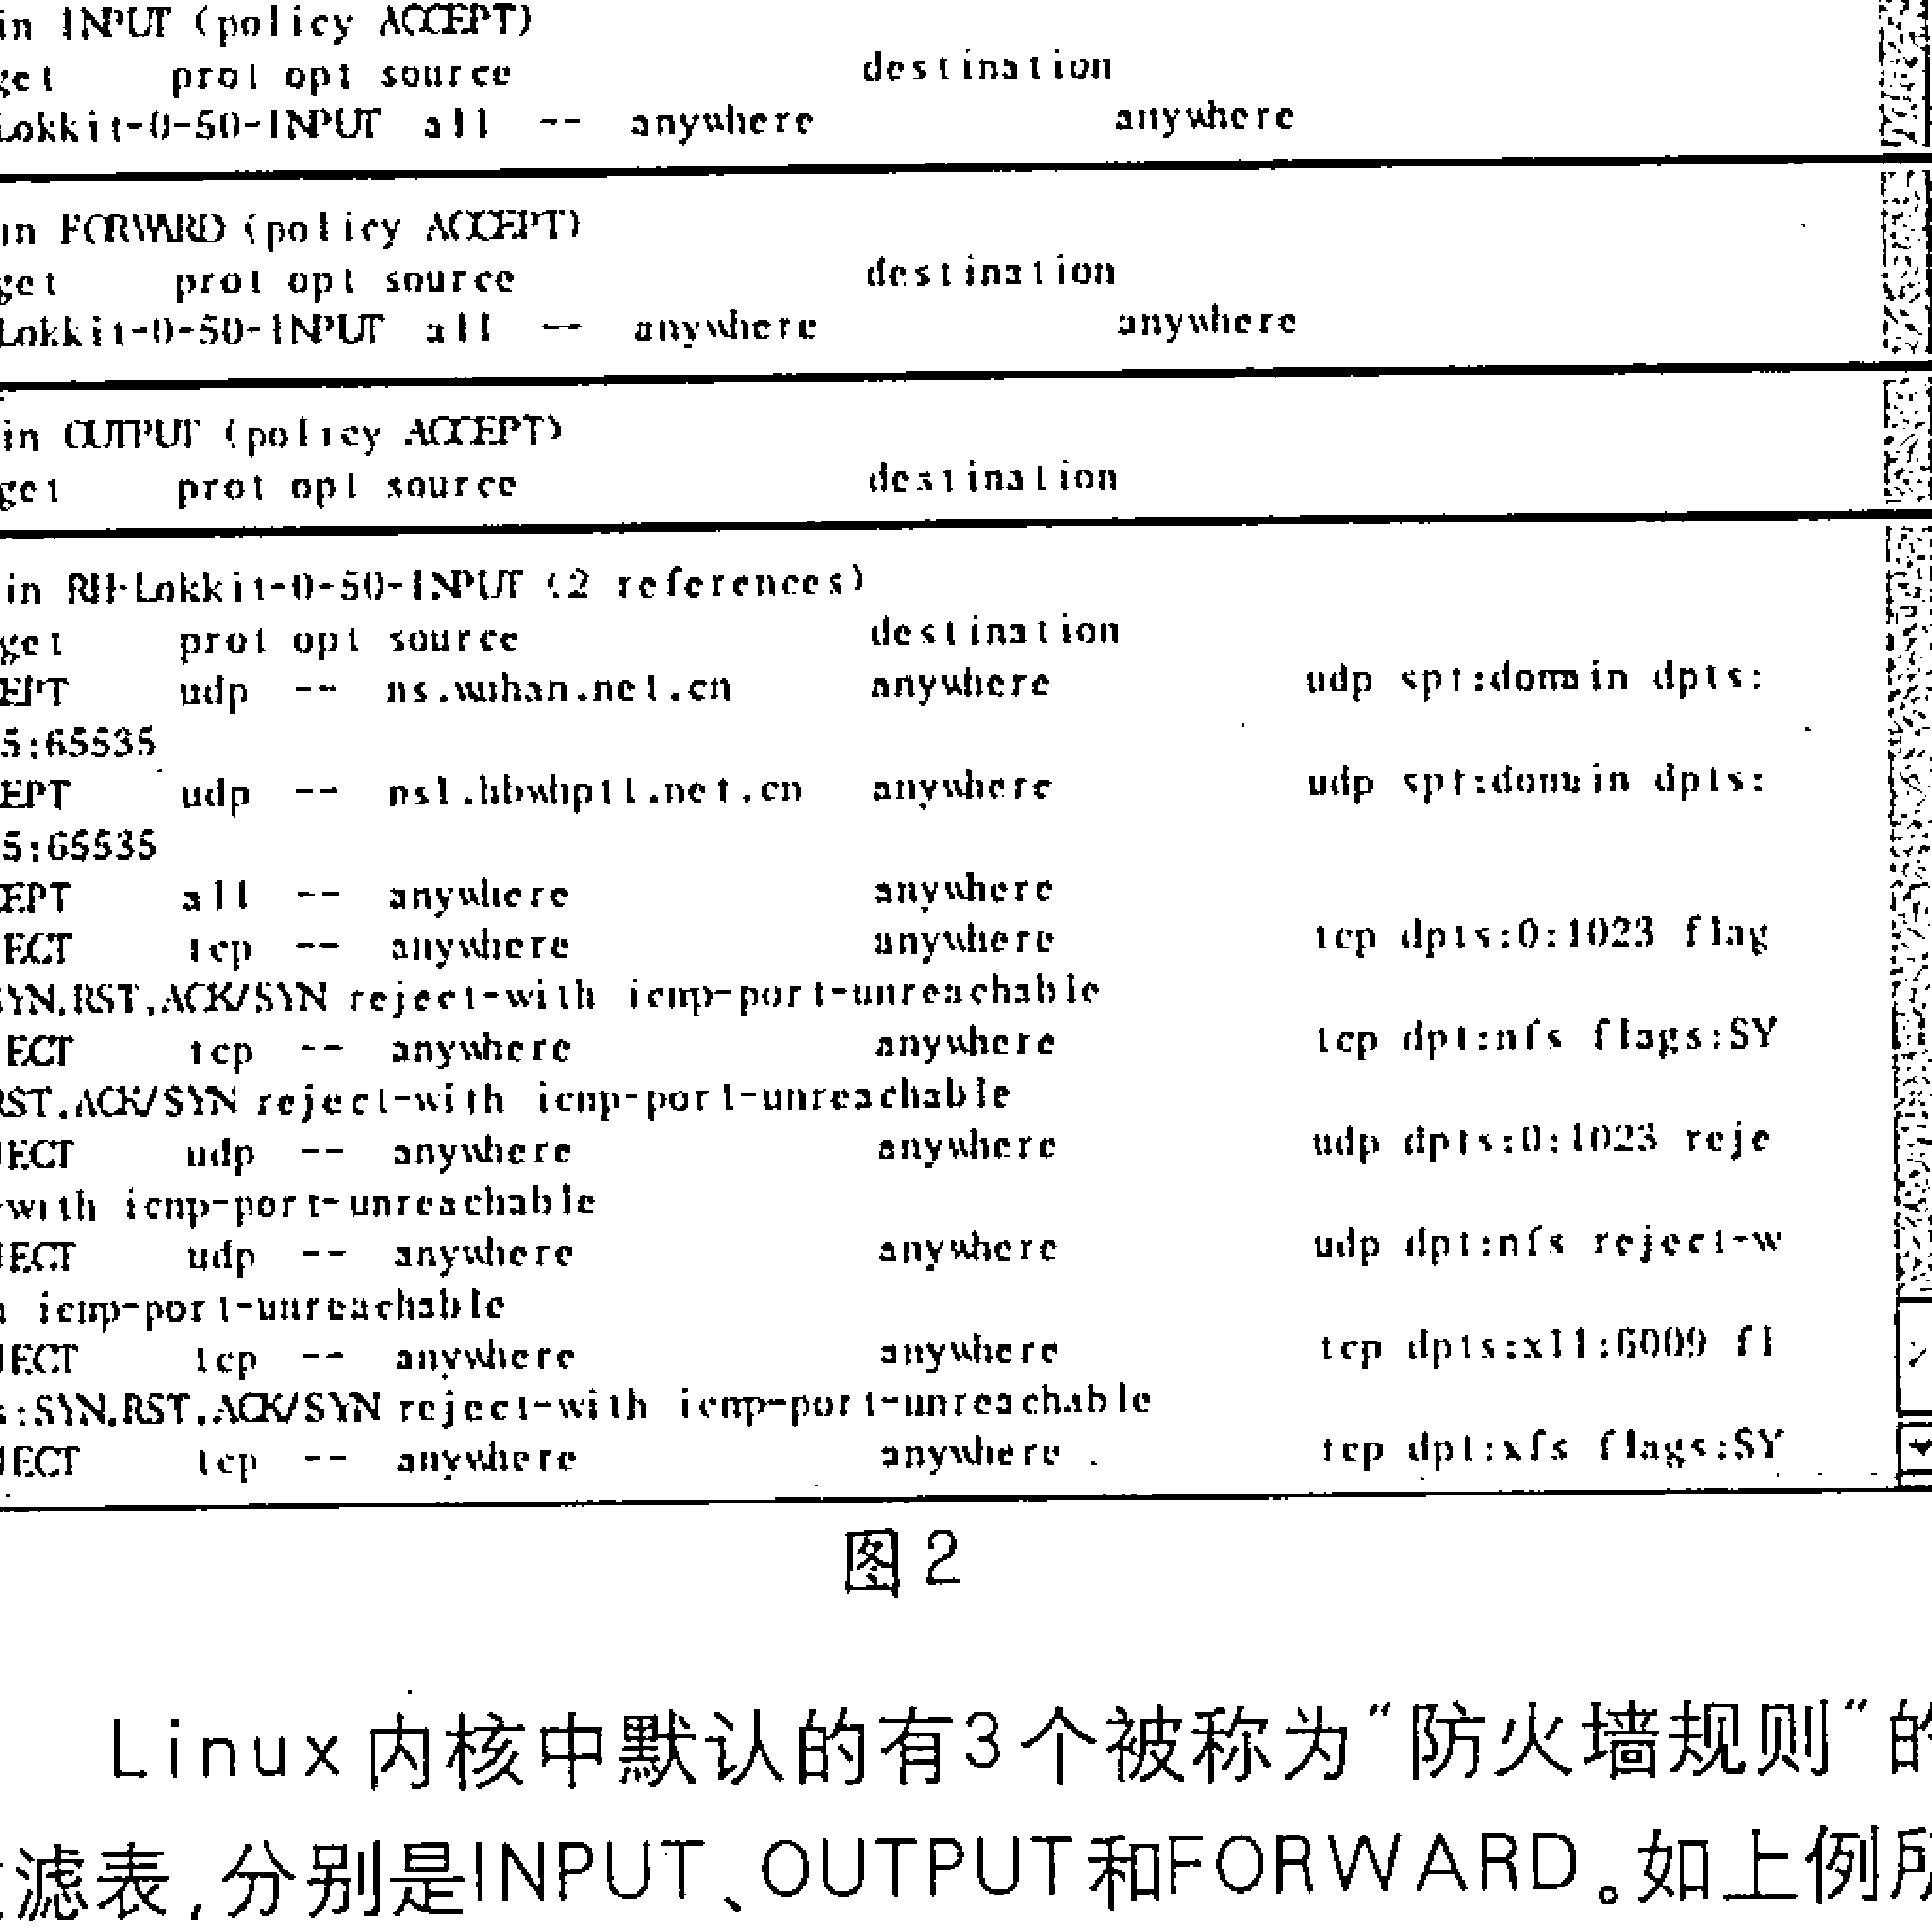 in INPUT (policy ACCEPT)
get prot opt source destination
Lokkit-0-50-INPUT all -- anywhere anywhere
in FORWARD (policy ACCEPT)
get prot opt source destination
Lokkit-0-50-INPUT all -- anywhere anywhere
in OUTPUT (policy ACCEPT)
get prot opt source destination
in RH-Lokkit-0-50-INPUT (2 references)
get prot opt source destination
EPT udp -- ns.wuhan.net.cn anywhere udp spt:domain dpts:
5:65535
EPT udp -- ns1.hbwhptt.net.cn anywhere udp spt:domain dpts:
5:65535
EPT all -- anywhere anywhere
ECT tcp -- anywhere anywhere tcp dpts:0:1023 flag
SYN,RST,ACK/SYN reject-with icmp-port-unreachable
ECT tcp -- anywhere anywhere tcp dpt:nfs flags:SY
RST,ACK/SYN reject-with icmp-port-unreachable
JECT udp -- anywhere anywhere udp dpts:0:1023 reje
-with icmp-port-unreachable
JECT udp -- anywhere anywhere udp dpt:nfs reject-w
icmp-port-unreachable
JECT tcp -- anywhere anywhere tcp dpts:x11:6009 fl
s:SYN,RST,ACK/SYN reject-with icmp-port-unreachable
JECT tcp -- anywhere anywhere tcp dpt:xfs flags:SY
图2
Linux内核中默认的有3个被称为"防火墙规则"的
滤表,分别是INPUT、OUTPUT和FORWARD。如上例所